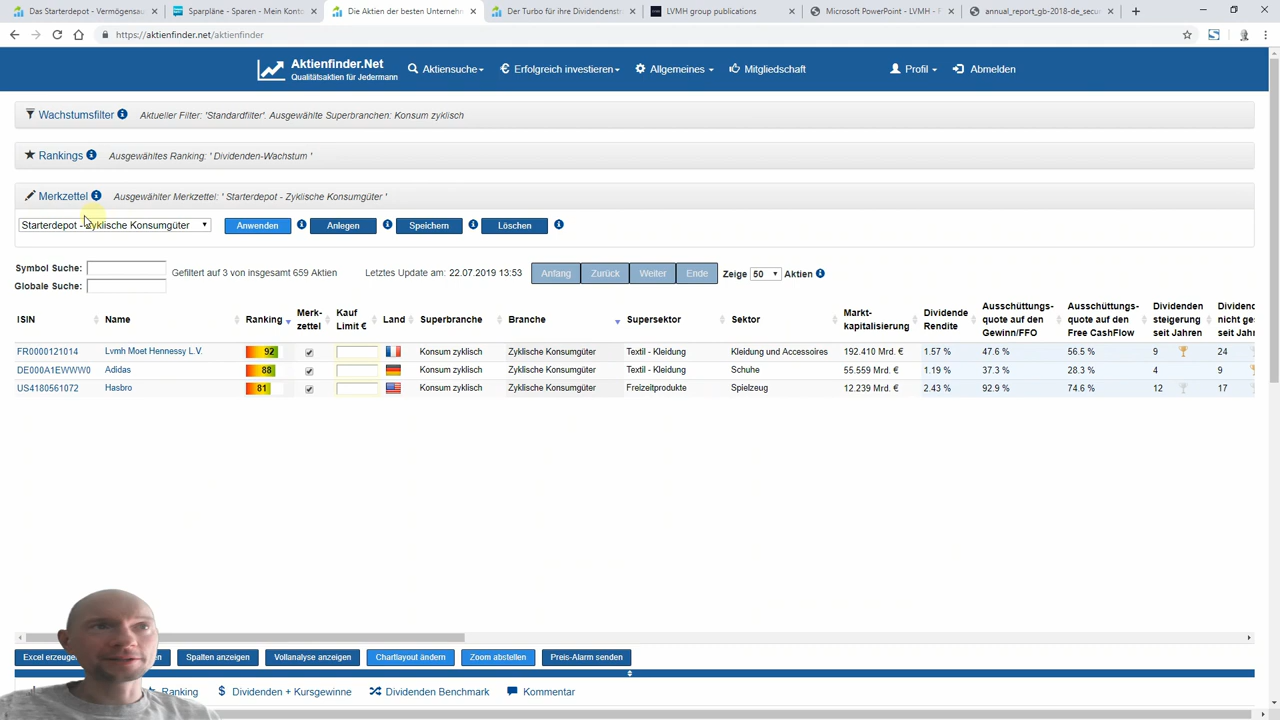 Das Starterdepot - Vermögensau
Sparpläne - Sparen - Mein Konto
Die Aktien der besten Unternehm
Der Turbo für ihre Dividendenstr
LVMH group publications
Microsoft PowerPoint - LVMH - F
annual_report_gb-2018-de_secu
https://aktienfinder.net/aktienfinder
Aktienfinder.Net
Qualitätsaktien für Jedermann
Aktiensuche
Erfolgreich investieren
Allgemeines
Mitgliedschaft
Profil
Abmelden
Wachstumsfilter Aktueller Filter: 'Standardfilter'. Ausgewählte Superbranchen: Konsum zyklisch
Rankings Ausgewähltes Ranking: ' Dividenden-Wachstum '
Merkzettel Ausgewählter Merkzettel: ' Starterdepot - Zyklische Konsumgüter '
Starterdepot - Zyklische Konsumgüter Anwenden Anlegen Speichern Löschen
Symbol Suche:
Globale Suche:
Gefiltert auf 3 von insgesamt 659 Aktien Letztes Update am: 22.07.2019 13:53 Anfang Zurück Weiter Ende Zeige 50 Aktien
ISIN Name Ranking Merk-zettel Kauf Limit € Land Superbranche Branche Supersektor Sektor Markt-kapitalisierung Dividende Rendite Ausschüttungs-quote auf den Gewinn/FFO Ausschüttungs-quote auf den Free CashFlow Dividenden steigerung seit Jahren Dividenc nicht ge seit Jahr
FR0000121014 Lvmh Moet Hennessy L.V. 92 Konsum zyklisch Zyklische Konsumgüter Textil - Kleidung Kleidung und Accessoires 192.410 Mrd. € 1.57 % 47.6 % 56.5 % 9 24
DE000A1EWWW0 Adidas 88 Konsum zyklisch Zyklische Konsumgüter Textil - Kleidung Schuhe 55.559 Mrd. € 1.19 % 37.3 % 28.3 % 4 9
US4180561072 Hasbro 81 Konsum zyklisch Zyklische Konsumgüter Freizeitprodukte Spielzeug 12.239 Mrd. € 2.43 % 92.9 % 74.6 % 12 17
Excel erzeuge
en
Spalten anzeigen
Vollanalyse anzeigen
Chartlayout ändern
Zoom abstellen
Preis-Alarm senden
Ranking
Dividenden + Kursgewinne
Dividenden Benchmark
Kommentar